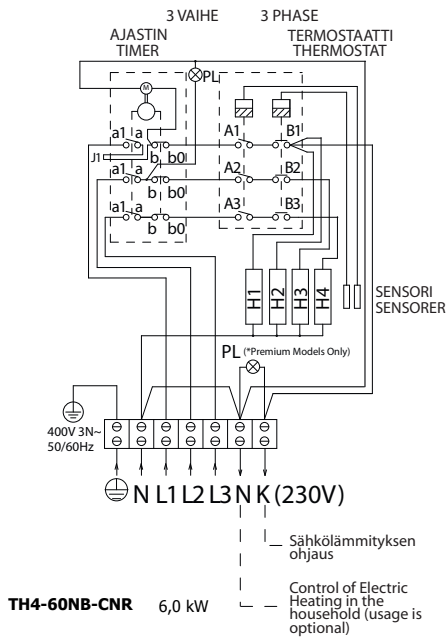 3 VAIHE 3 PHASE
AJASTIN
TIMER
TERMOSTAATTI
THERMOSTAT
PL
M
a1 a
A1 B1
J1
b b0
a1 a
A2 B2
b b0
a1 a
A3 B3
b b0
H1 H2 H3 H4
SENSORI
SENSORER
PL (*Premium Models Only)
400V 3N~
50/60Hz
N L1 L2 L3 N K (230V)
Sähkölämmityksen
ohjaus
Control of Electric
Heating in the
household (usage is
optional)
TH4-60NB-CNR 6,0 kW